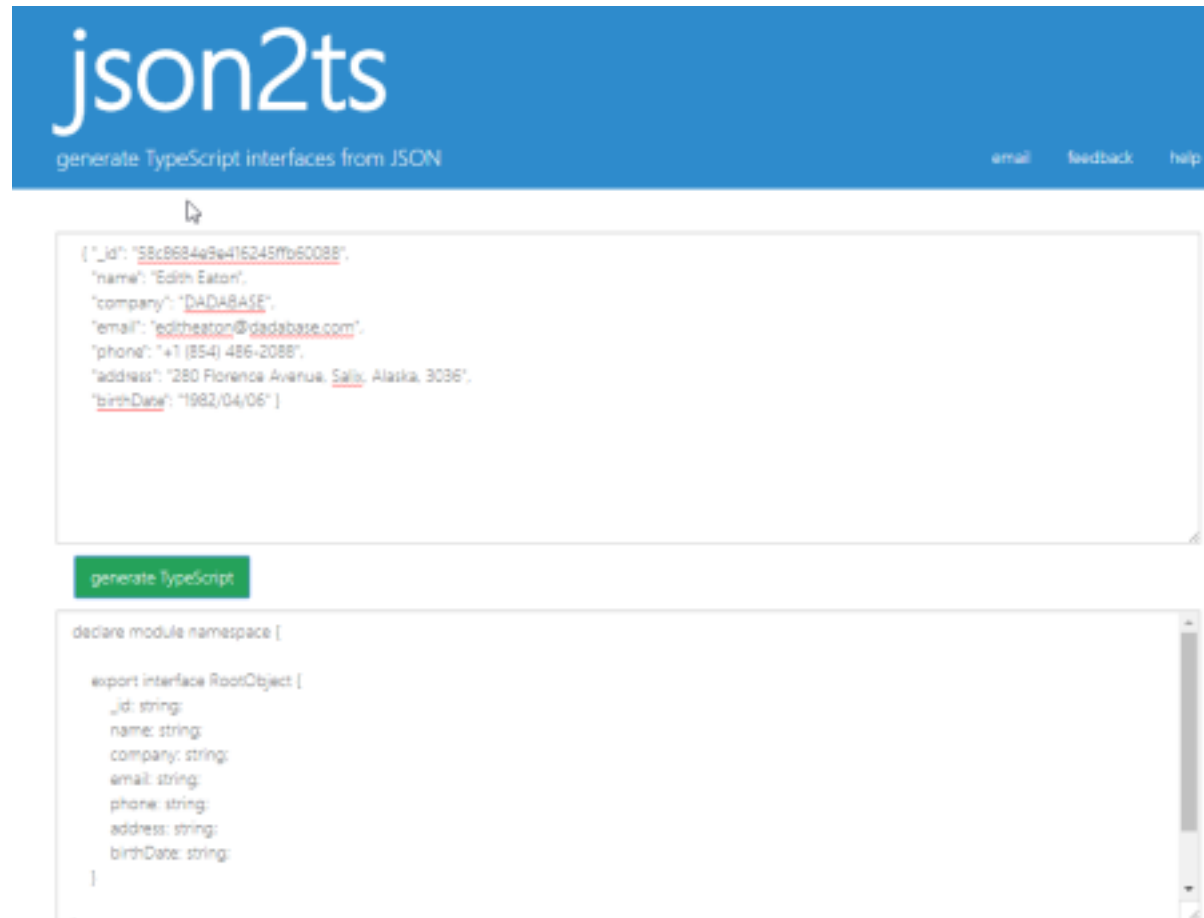 json2ts
generate TypeScript interfaces from JSON
email feedback help
{ "_id": "58c8684e9e416245ffb60088",
"name": "Edith Eaton",
"company": "DADABASE",
"email": "editheaton@dadabase.com",
"phone": "+1 (854) 486-2088",
"address": "280 Florence Avenue, Salix, Alaska, 3036",
"birthDate": "1982/04/06" }
generate TypeScript
declare module namespace {
export interface RootObject {
_id: string;
name: string;
company: string;
email: string;
phone: string;
address: string;
birthDate: string;
}